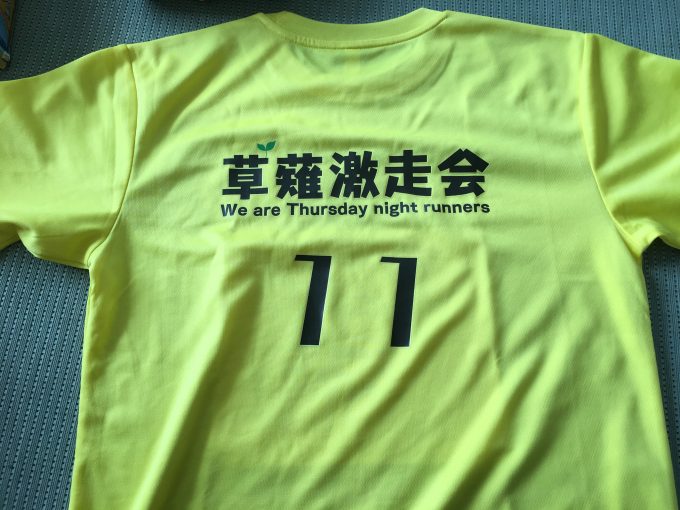 草薙激走会
We are Thursday night runners
11